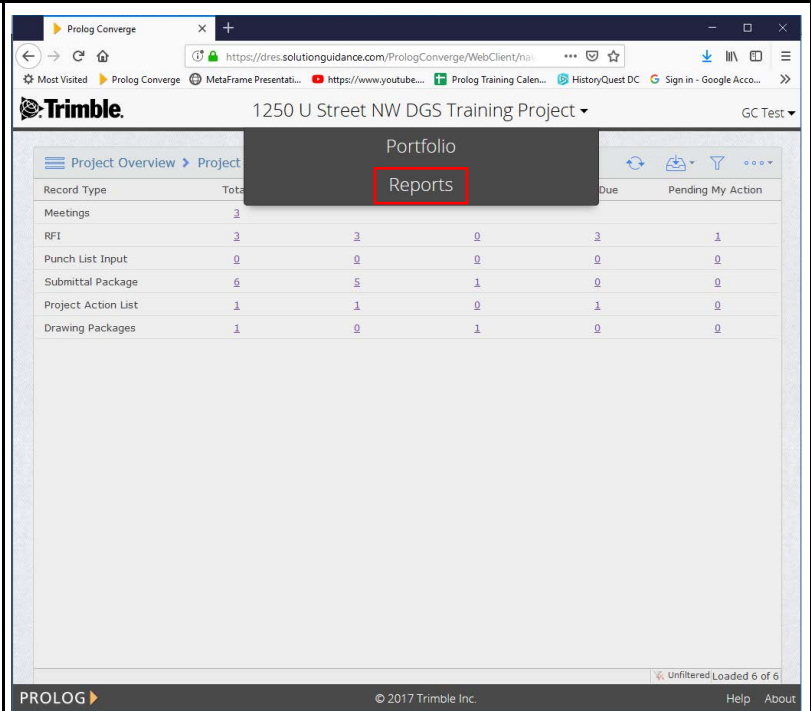 Prolog Converge
https://dres.solutionguidance.com/PrologConverge/WebClient/nai
Most Visited Prolog Converge MetaFrame Presentati... https://www.youtube.... Prolog Training Calen... HistoryQuest DC Sign in - Google Acco...
Trimble. 1250 U Street NW DGS Training Project GC Test
Portfolio
Project Overview > Project
Reports
Record Type Tota Due Pending My Action
Meetings 3
RFI 3 3 0 3 1
Punch List Input 0 0 0 0 0
Submittal Package 6 5 1 0 0
Project Action List 1 1 0 1 0
Drawing Packages 1 0 1 0 0
Unfiltered Loaded 6 of 6
PROLOG © 2017 Trimble Inc. Help About